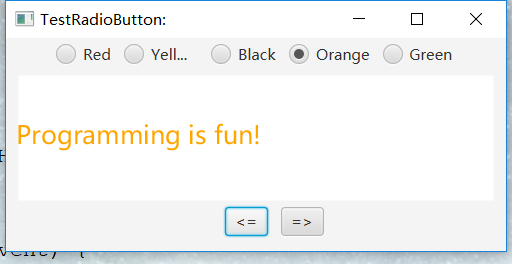 TestRadioButton:
Red Yell... Black Orange Green
Programming is fun!
<= =>